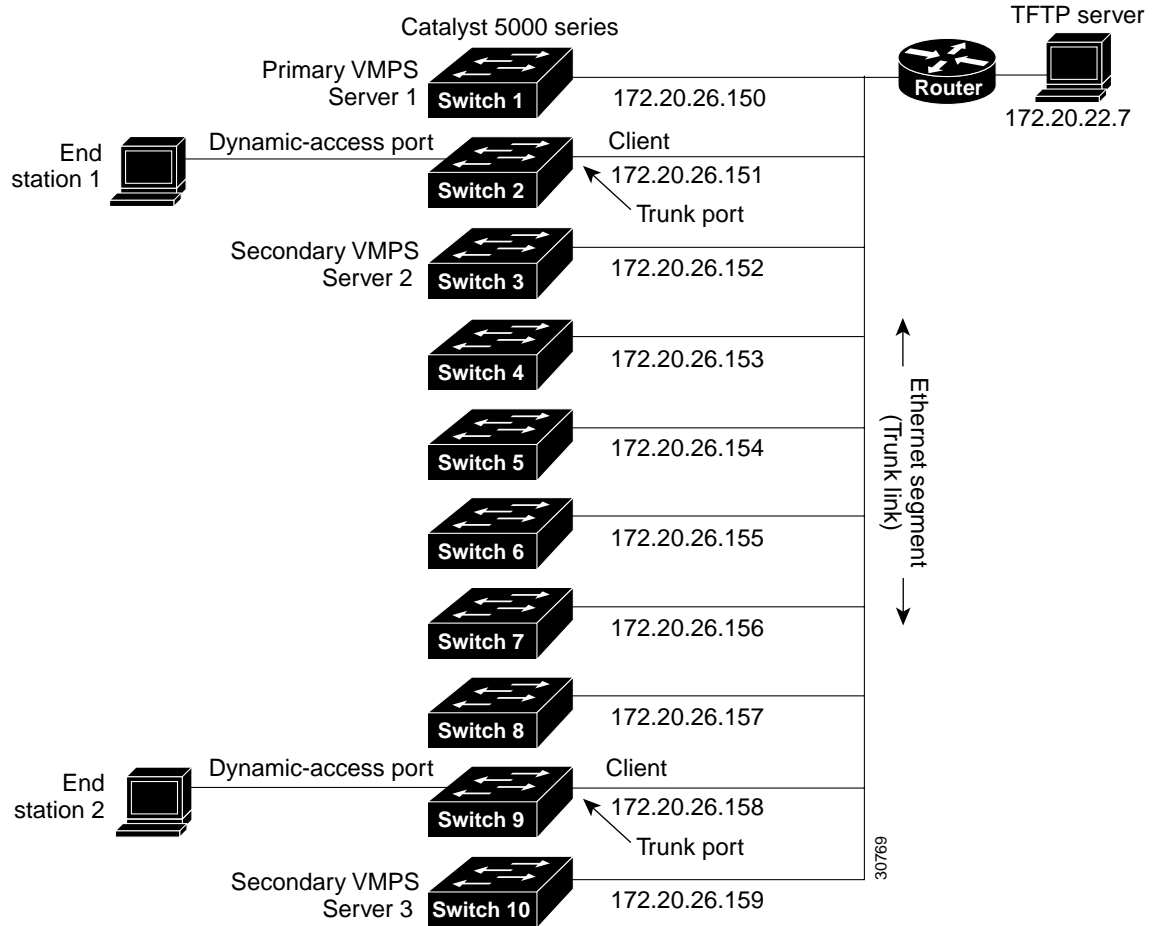 Catalyst 5000 series
TFTP server
Primary VMPS
Server 1
Switch 1
172.20.26.150
Router
172.20.22.7
End
station 1
Dynamic-access port
Switch 2
Client
172.20.26.151
Trunk port
Secondary VMPS
Server 2
Switch 3
172.20.26.152
Switch 4
172.20.26.153
Switch 5
172.20.26.154
Ethernet segment
(Trunk link)
Switch 6
172.20.26.155
Switch 7
172.20.26.156
Switch 8
172.20.26.157
End
station 2
Dynamic-access port
Switch 9
Client
172.20.26.158
Trunk port
Secondary VMPS
Server 3
Switch 10
172.20.26.159
30769